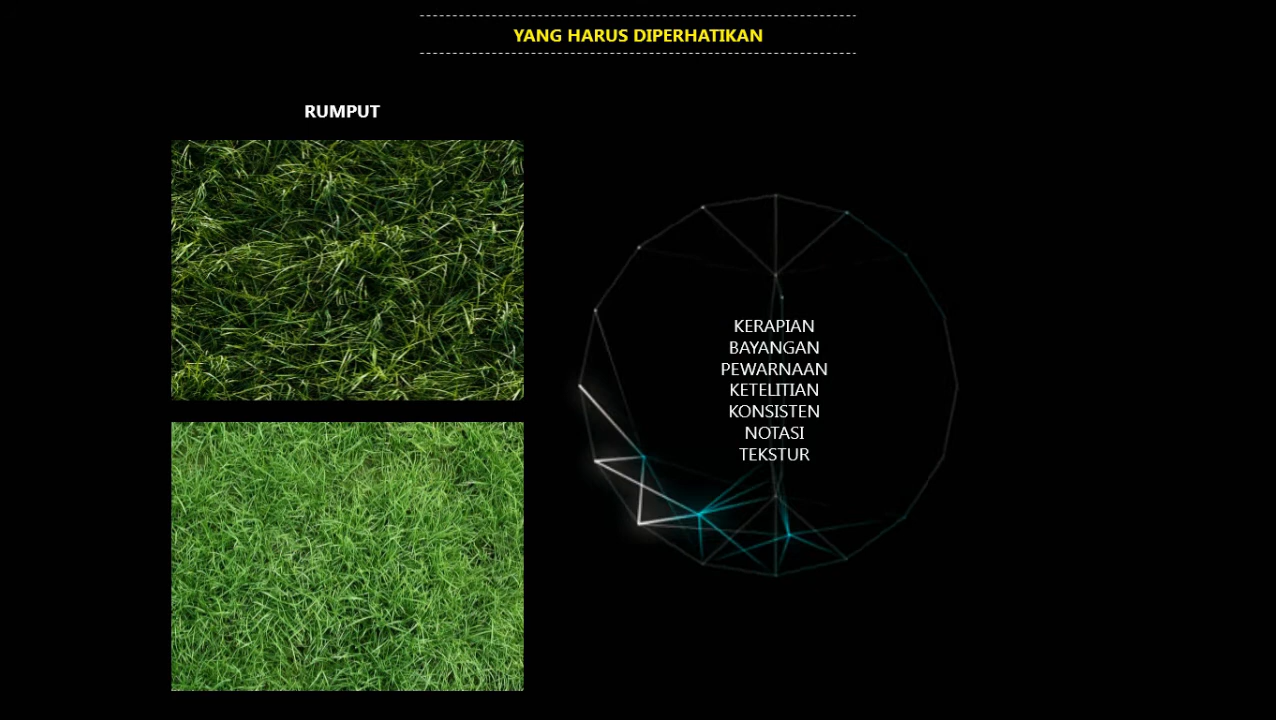 YANG HARUS DIPERHATIKAN
RUMPUT
KERAPIAN
BAYANGAN
PEWARNAAN
KETELITIAN
KONSISTEN
NOTASI
TEKSTUR